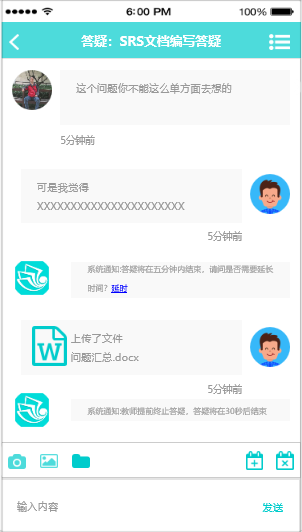 6:00 PM
100%
答疑：SRS文档编写答疑
这个问题你不能这么单方面去想的
5分钟前
可是我觉得
XXXXXXXXXXXXXXXXXXXXXXX
5分钟前
系统通知:答疑将在五分钟内结束，请问是否需要延长
时间？延时
W
上传了文件
问题汇总.docx
5分钟前
系统通知:教师提前终止答疑，答疑将在30秒后结束
输入内容
发送